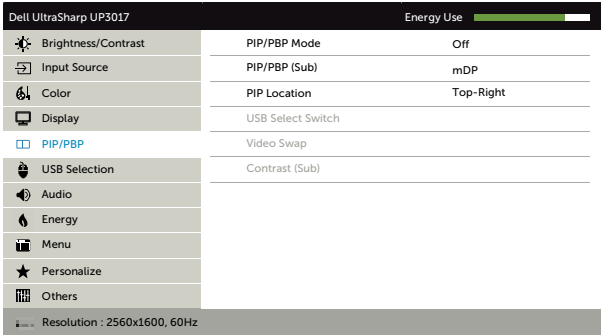 Dell UltraSharp UP3017 Energy Use
Brightness/Contrast PIP/PBP Mode Off
Input Source PIP/PBP (Sub) mDP
Color PIP Location Top-Right
Display USB Select Switch
PIP/PBP Video Swap
USB Selection Contrast (Sub)
Audio
Energy
Menu
Personalize
Others
Resolution : 2560x1600, 60Hz